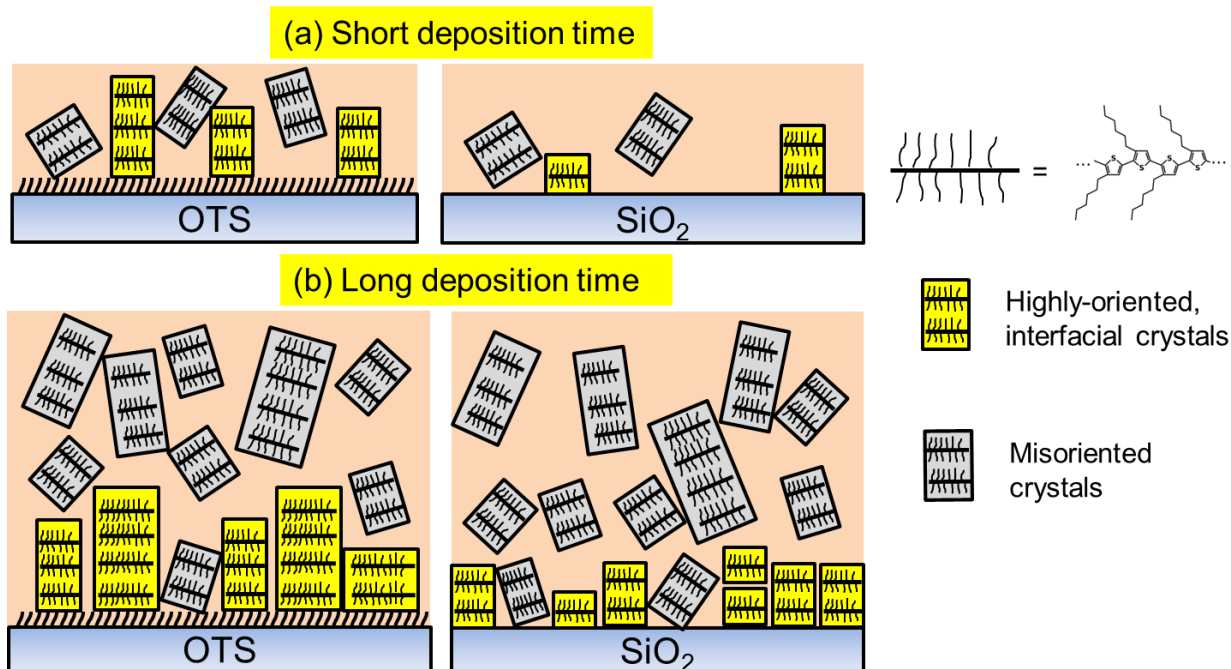 (a) Short deposition time
OTS
SiO₂
S
S
S
S
=
(b) Long deposition time
Highly-oriented,
interfacial crystals
Misoriented
crystals
OTS
SiO₂